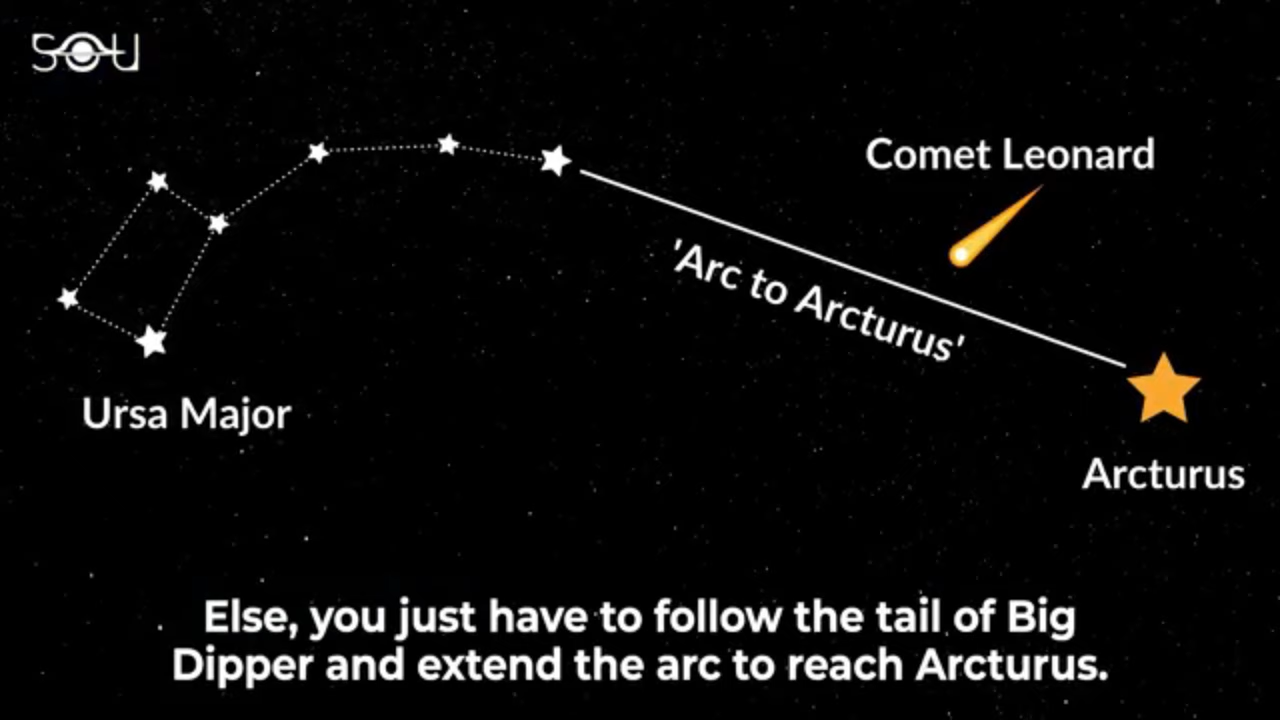 SOU
Comet Leonard
'Arc to Arcturus'
Ursa Major
Arcturus
Else, you just have to follow the tail of Big
Dipper and extend the arc to reach Arcturus.